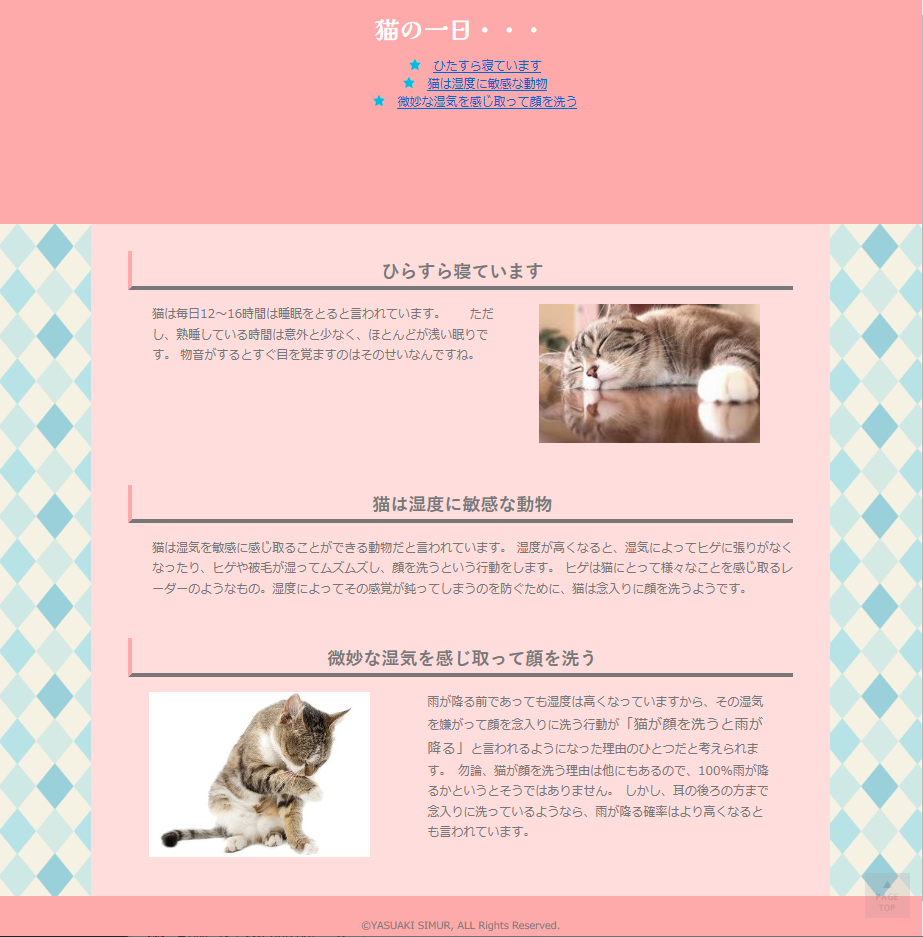 猫の一日・・・
ひたすら寝ています
猫は湿度に敏感な動物
微妙な湿気を感じ取って顔を洗う
ひらすら寝ています
猫は毎日12～16時間は睡眠をとると言われています。　　ただ
し、熟睡している時間は意外と少なく、ほとんどが浅い眠りで
す。 物音がするとすぐ目を覚ますのはそのせいなんですね。
猫は湿度に敏感な動物
猫は湿気を敏感に感じ取ることができる動物だと言われています。 湿度が高くなると、湿気によってヒゲに張りがなく
なったり、ヒゲや被毛が湿ってムズムズし、顔を洗うという行動をします。 ヒゲは猫にとって様々なことを感じ取るレ
ーダーのようなもの。湿度によってその感覚が鈍ってしまうのを防ぐために、猫は念入りに顔を洗うようです。
微妙な湿気を感じ取って顔を洗う
雨が降る前であっても湿度は高くなっていますから、その湿気
を嫌がって顔を念入りに洗う行動が「猫が顔を洗うと雨が
降る」と言われるようになった理由のひとつだと考えられま
す。 勿論、猫が顔を洗う理由は他にもあるので、100%雨が降
るかというとそうではありません。 しかし、耳の後ろの方まで
念入りに洗っているようなら、雨が降る確率はより高くなると
も言われています。
▲
PAGE
TOP
©YASUAKI SIMUR, ALL Rights Reserved.